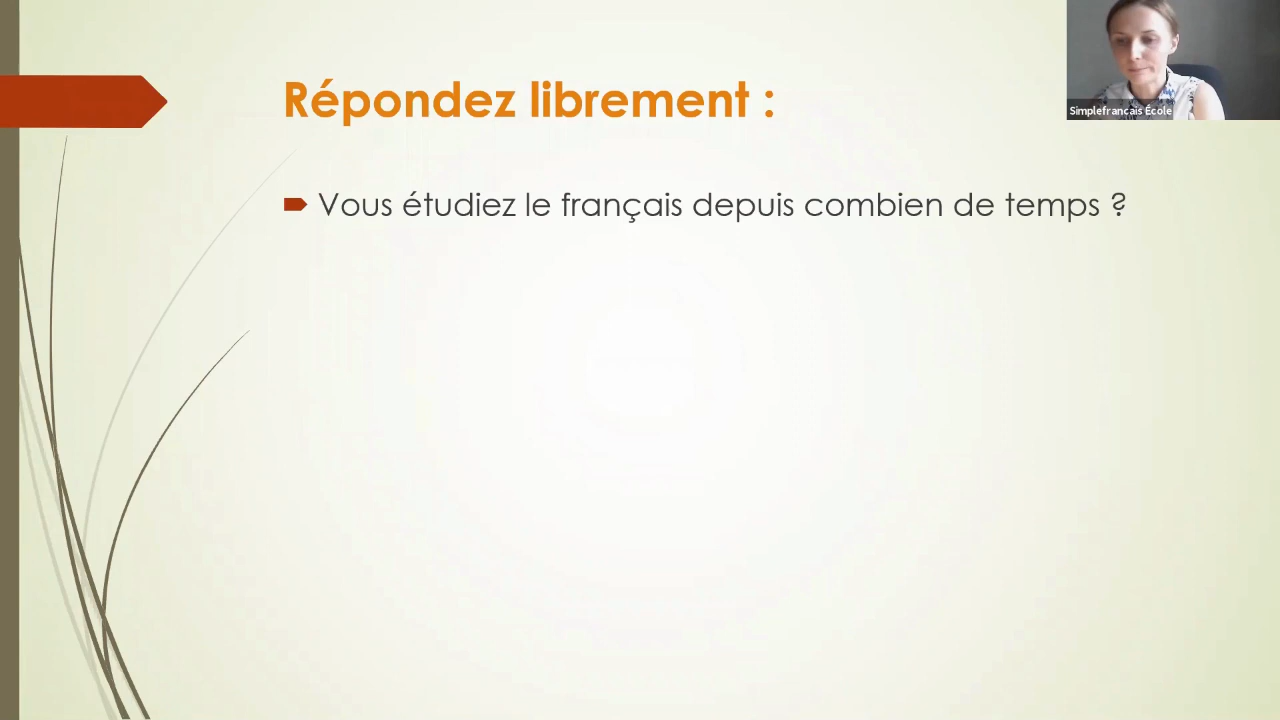 Répondez librement :
Vous étudiez le français depuis combien de temps ?
Simplefrancais École